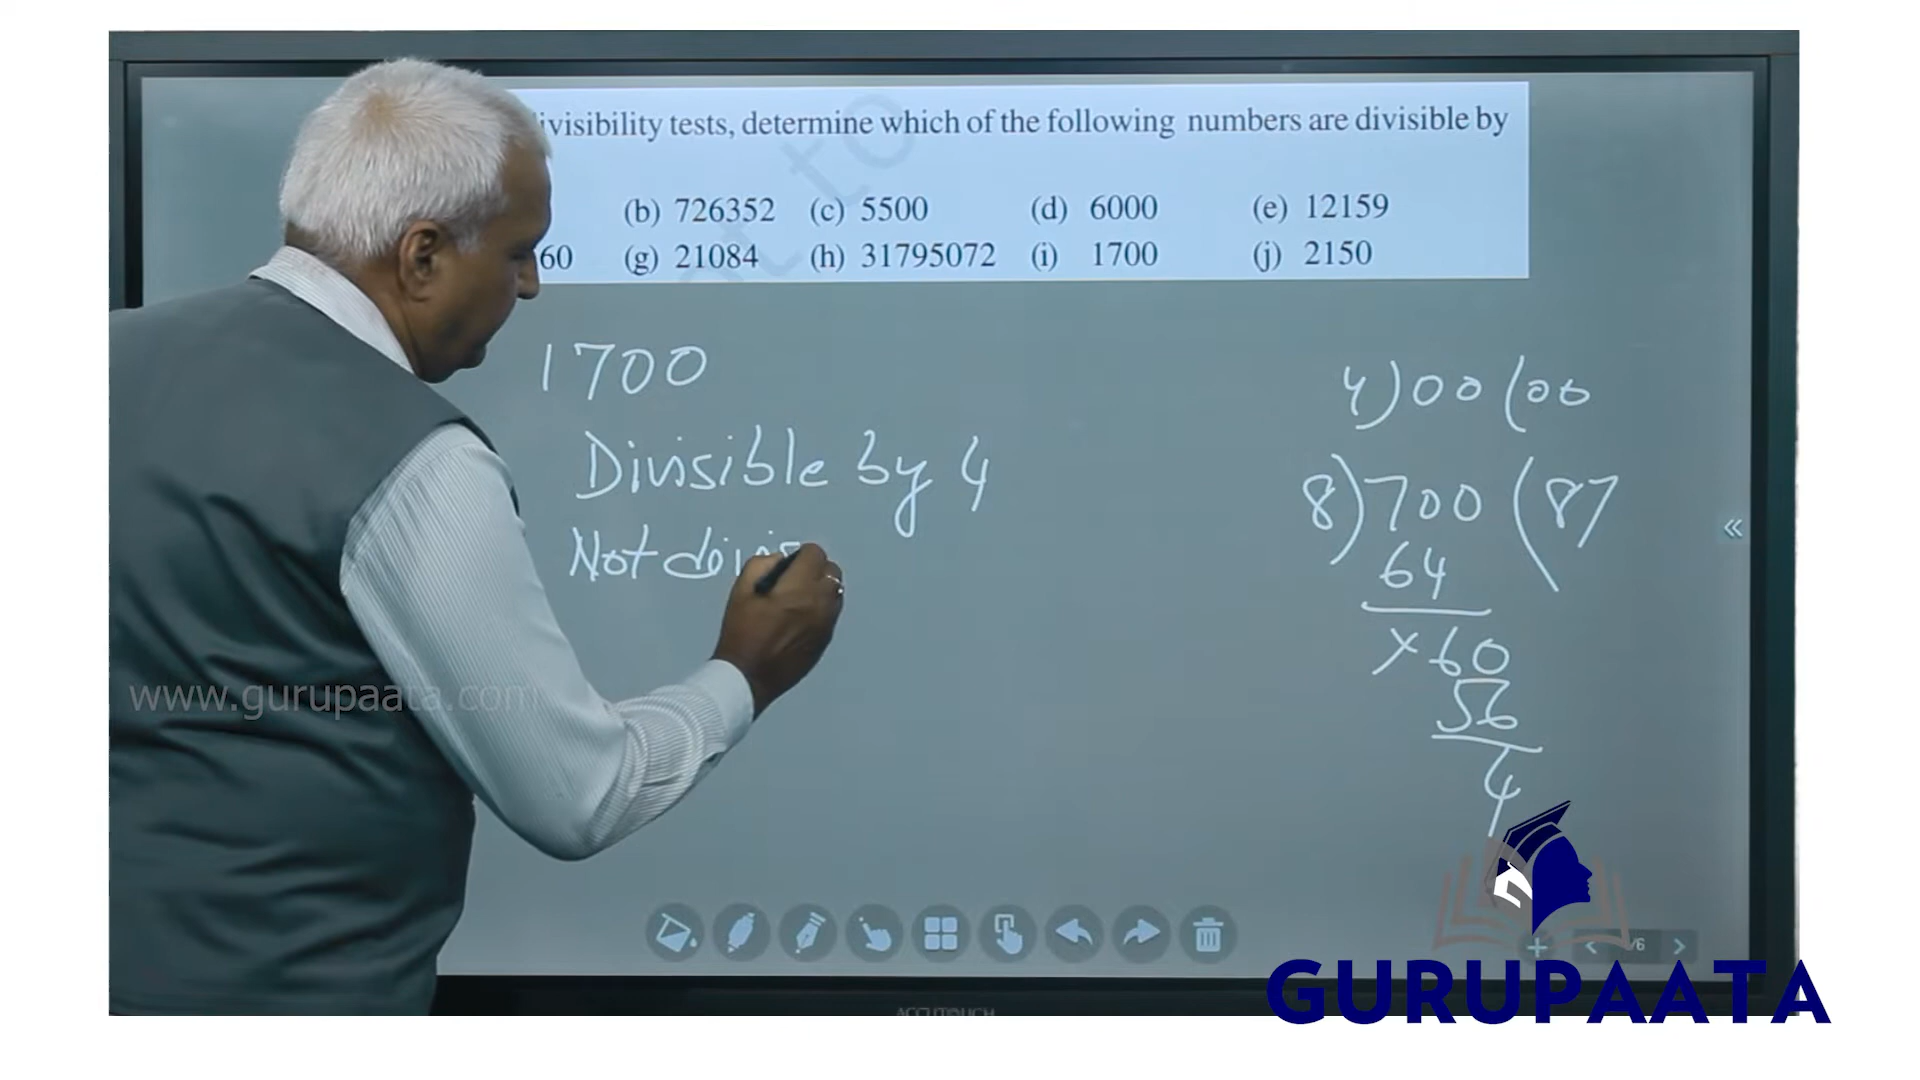 ivisibility tests, determine which of the following numbers are divisible by
(b) 726352 (c) 5500 (d) 6000 (e) 12159
60 (g) 21084 (h) 31795072 (i) 1700 (j) 2150
1700
Divisible by 4
Not divis
4)00(00
8)700(87
64
×60
56
4
www.gurupaata.com
/6
GURUPAATA